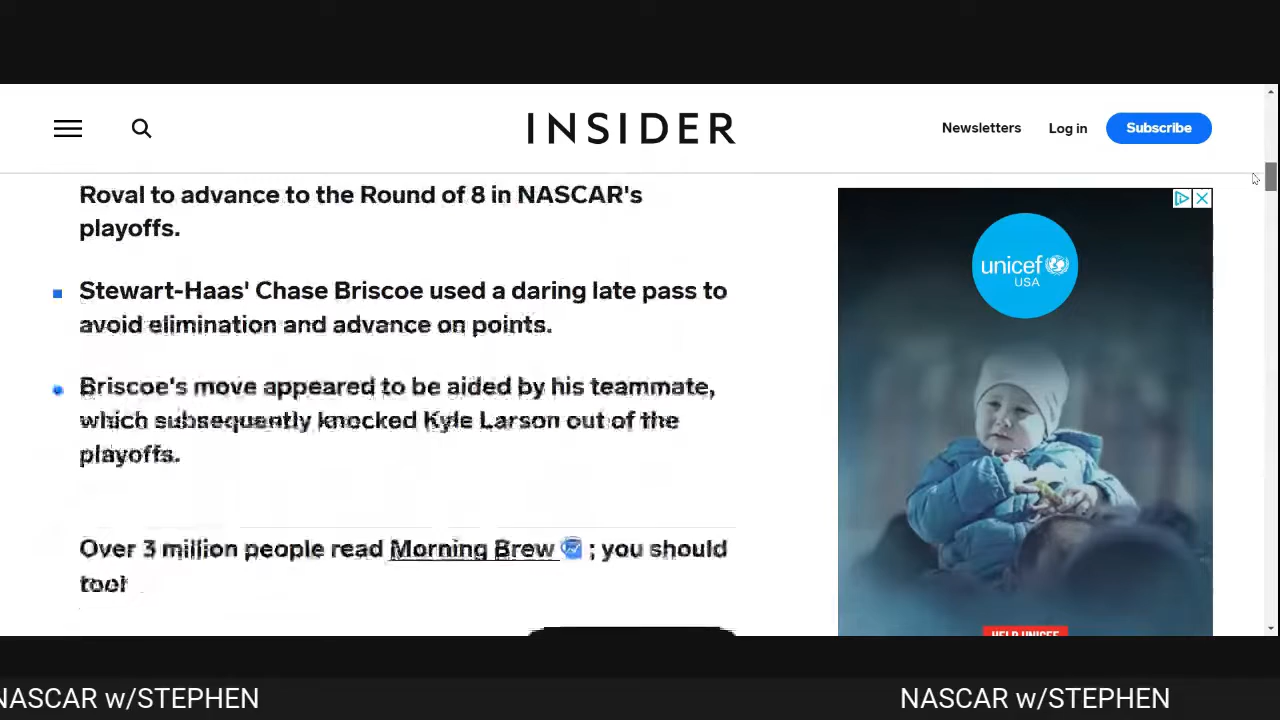 INSIDER
Newsletters
Log in
Subscribe
Roval to advance to the Round of 8 in NASCAR's
playoffs.
Stewart-Haas' Chase Briscoe used a daring late pass to
avoid elimination and advance on points.
Briscoe's move appeared to be aided by his teammate,
which subsequently knocked Kyle Larson out of the
playoffs.
Over 3 million people read Morning Brew ; you should
too!
unicef
USA
HELP UNICEF
NASCAR w/STEPHEN
NASCAR w/STEPHEN